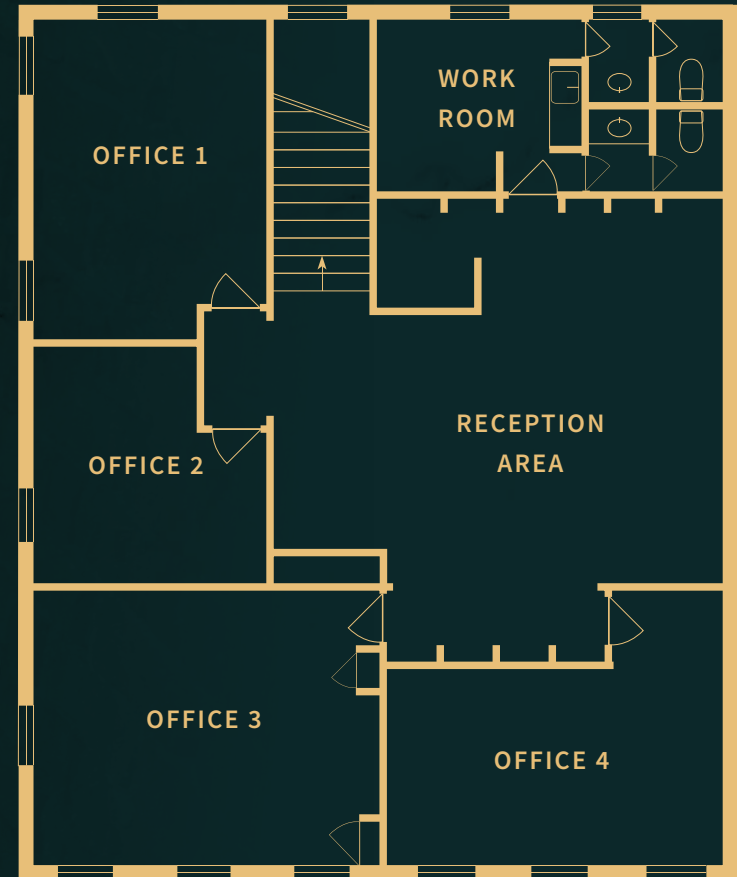 WORK
ROOM
OFFICE 1
RECEPTION
AREA
OFFICE 2
OFFICE 3
OFFICE 4